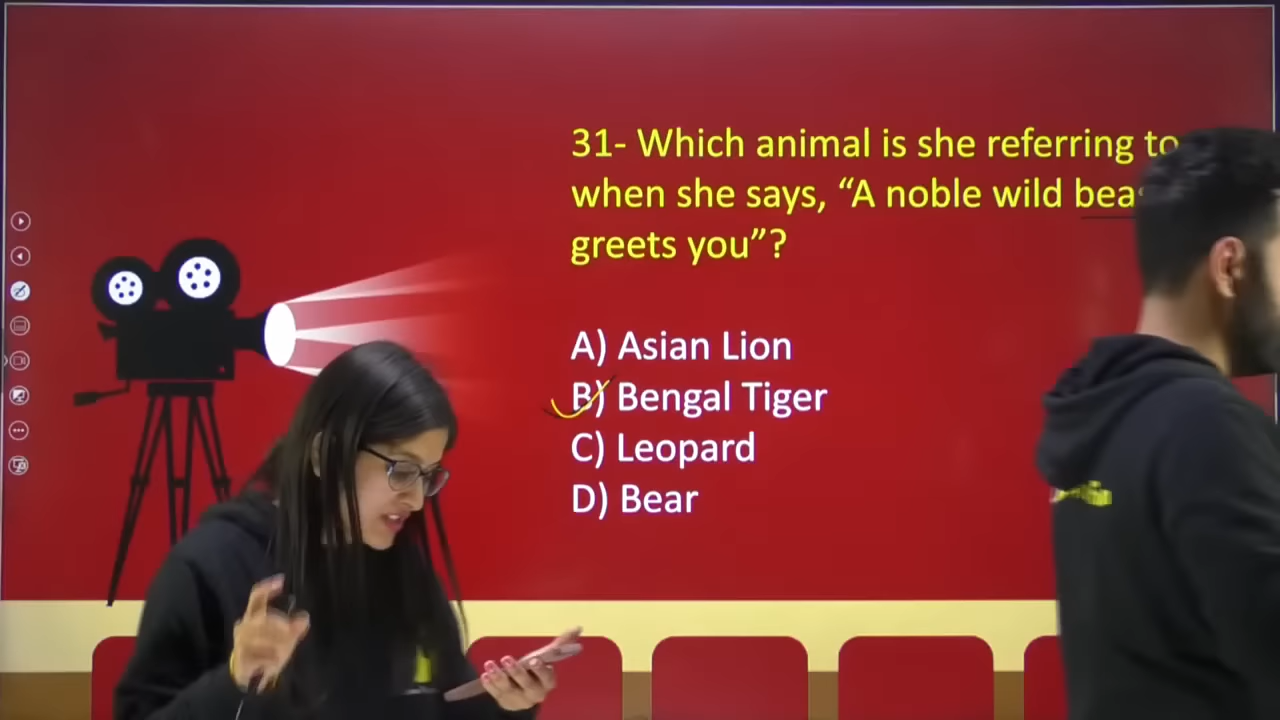 31- Which animal is she referring to
when she says, “A noble wild
greets you”?
A) Asian Lion
B) Bengal Tiger
C) Leopard
D) Bear